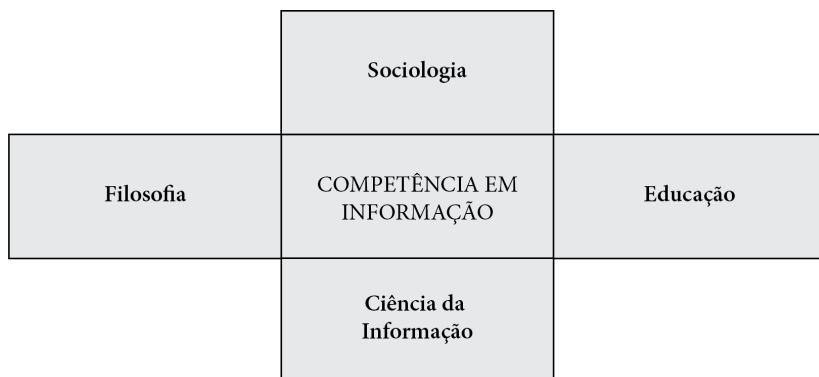 Sociologia
Filosofia
COMPETÊNCIA EM
INFORMAÇÃO
Educação
Ciência da
Informação